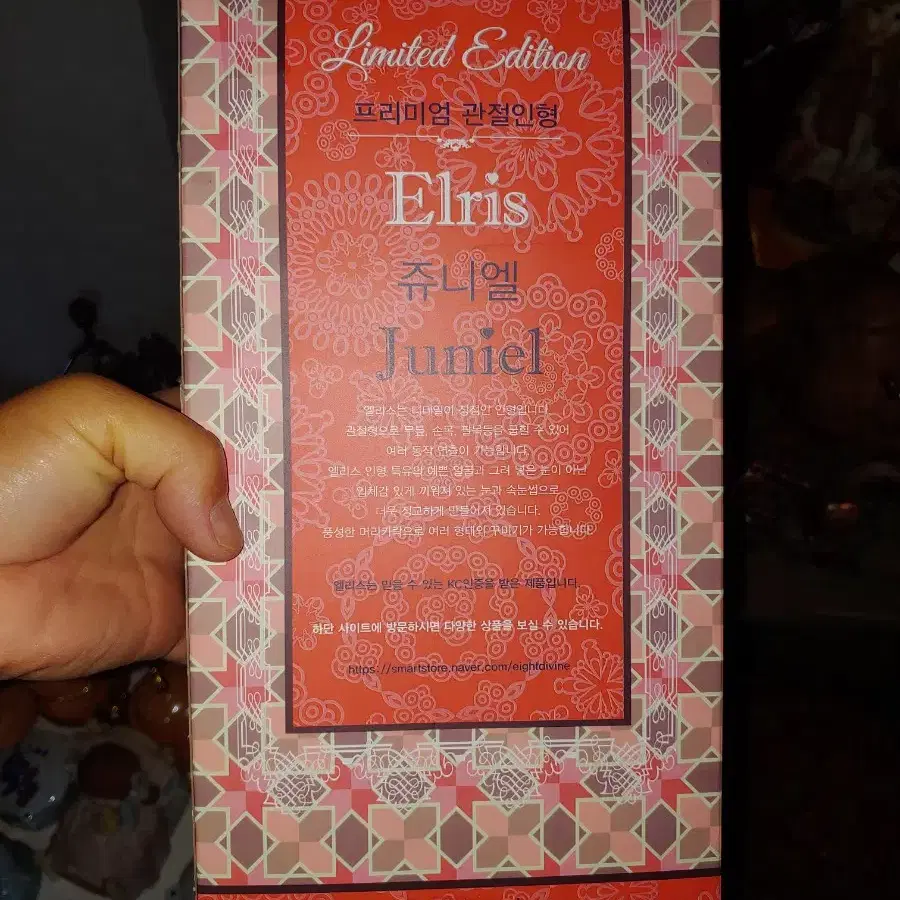 Limited Edition
프리미엄 관절인형
Elris
쥬니엘
Juniel
엘리스는 디테일이 장점인 인형입니다.
관절형으로 무릎, 손목, 팔목등을 굽힐 수 있어
여러 동작 연출이 가능합니다.
엘리스 인형 특유의 예쁜 얼굴과 그려 넣은 눈이 아닌
입체감 있게 끼워져 있는 눈과 속눈썹으로
더욱 정교하게 만들어져 있습니다.
풍성한 머리카락으로 여러 형태의 꾸미기가 가능합니다.
엘리스는 믿을 수 있는 KC인증을 받은 제품입니다.
하단 사이트에 방문하시면 다양한 상품을 보실 수 있습니다.
https://smartstore.naver.com/eightdivine